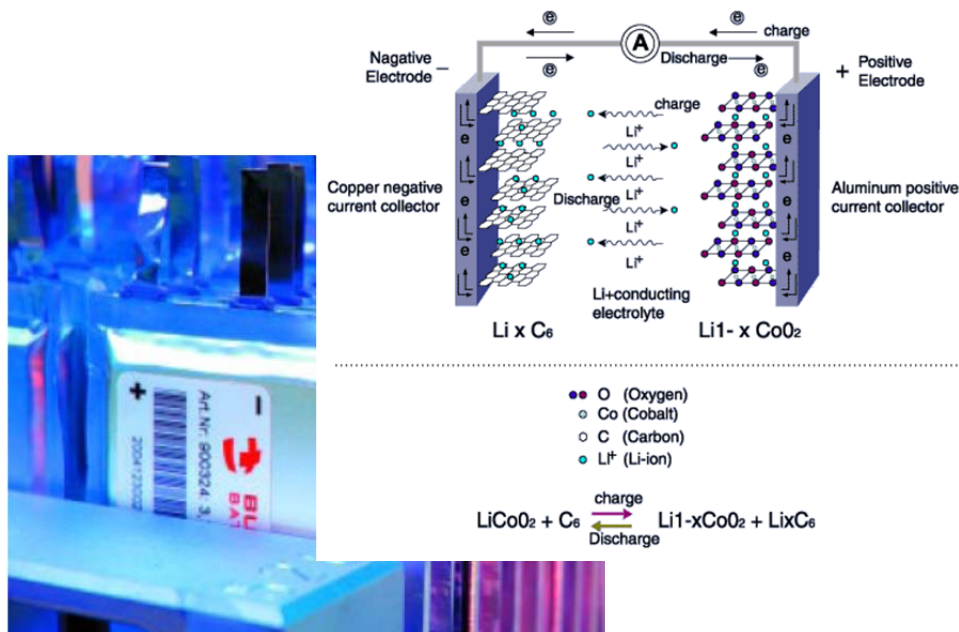 e
e charge
A
Nagative
Electrode
−
e
Discharge
e
+
Positive
Electrode
charge
Li+
Li+
Discharge
Li+
Li+
Li+
e
e
e
e
e
e
Copper negative
current collector
Aluminum positive
current collector
Li+conducting
electrolyte
Li x C6
Li1- x Co02
O (Oxygen)
Co (Cobalt)
C (Carbon)
LI+ (Li-ion)
charge
LiCo02 + C6
Li1-xCo02 + LixC6
Discharge
+
−
Art.Nr. 900324